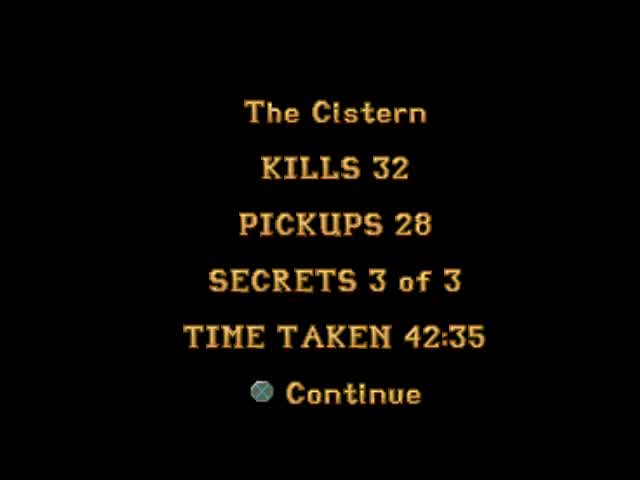 The Cistern
KILLS 32
PICKUPS 28
SECRETS 3 of 3
TIME TAKEN 42:35
Continue